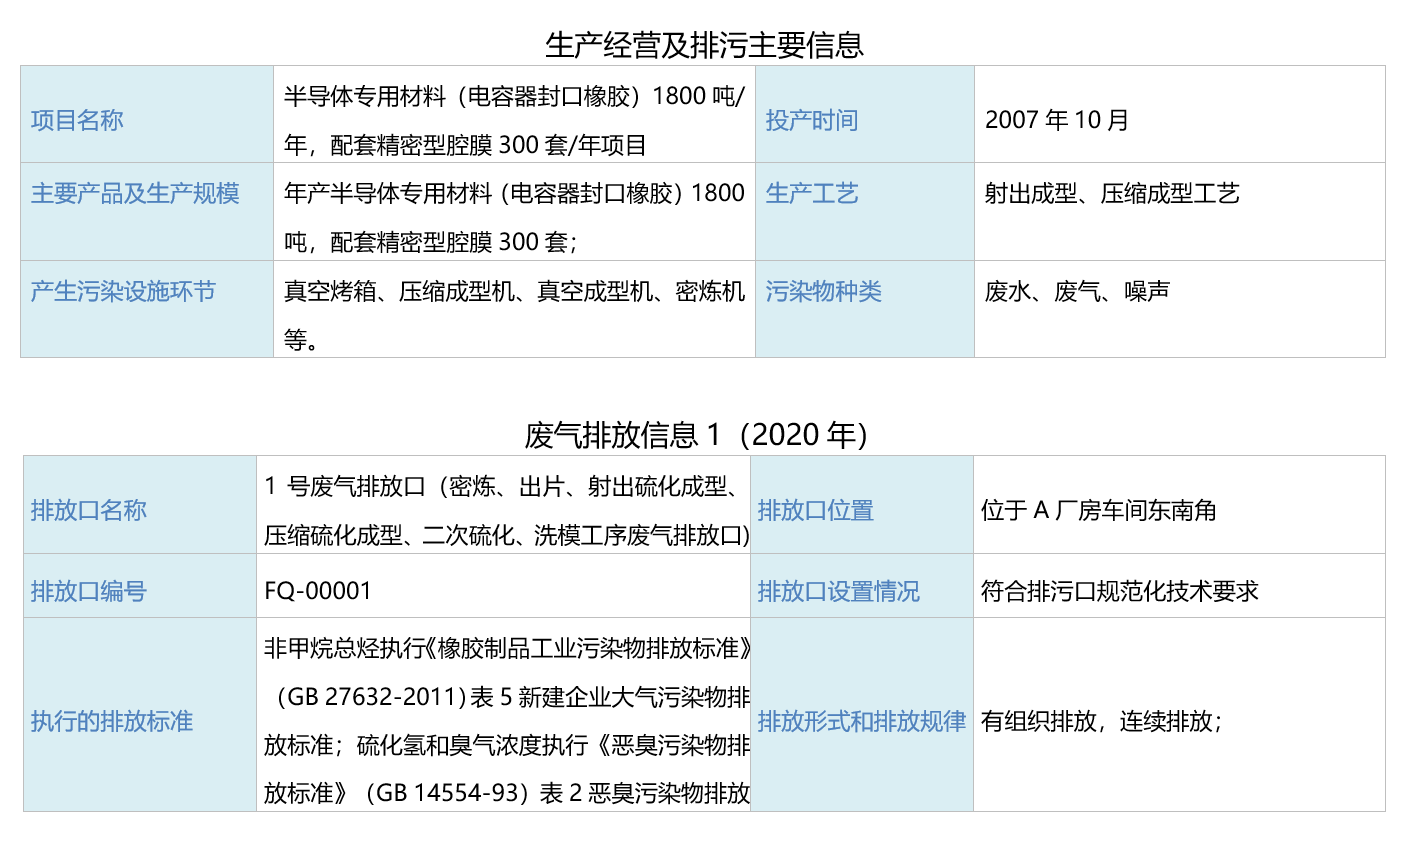 生产经营及排污主要信息
项目名称
半导体专用材料（电容器封口橡胶）1800 吨/
年，配套精密型腔膜 300 套/年项目
投产时间
2007 年 10 月
主要产品及生产规模
年产半导体专用材料（电容器封口橡胶）1800
吨，配套精密型腔膜 300 套；
生产工艺
射出成型、压缩成型工艺
产生污染设施环节
真空烤箱、压缩成型机、真空成型机、密炼机
等。
污染物种类
废水、废气、噪声
废气排放信息 1（2020 年）
排放口名称
1 号废气排放口（密炼、出片、射出硫化成型、
压缩硫化成型、二次硫化、洗模工序废气排放口)
排放口位置
位于 A 厂房车间东南角
排放口编号
FQ-00001
排放口设置情况
符合排污口规范化技术要求
执行的排放标准
非甲烷总烃执行《橡胶制品工业污染物排放标准》
（GB 27632-2011）表 5 新建企业大气污染物排
放标准；硫化氢和臭气浓度执行《恶臭污染物排
放标准》（GB 14554-93）表 2 恶臭污染物排放
排放形式和排放规律
有组织排放，连续排放；